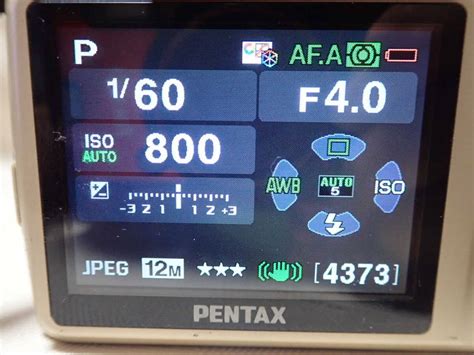 P AF.A
1/60 F4.0
ISO AUTO 800
AWB AUTO 5 ISO
-3 2 1 1 2 +3
JPEG 12M ★★★ [4373]
PENTAX